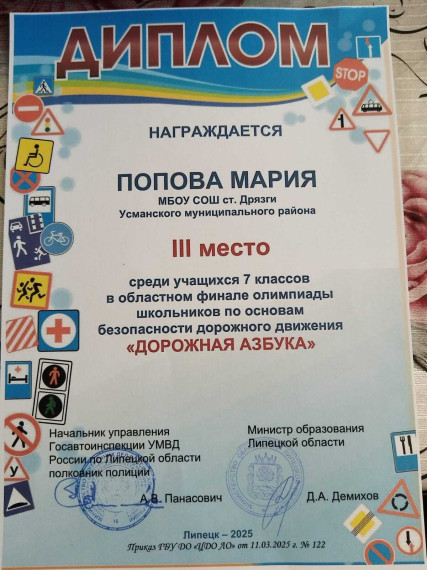 ДИПЛОМ
STOP
НАГРАЖДАЕТСЯ
ПОПОВА МАРИЯ
МБОУ СОШ ст. Дрязги
Усманского муниципального района
III место
среди учащихся 7 классов
в областном финале олимпиады
школьников по основам
безопасности дорожного движения
«ДОРОЖНАЯ АЗБУКА»
Начальник управления
Госавтоинспекции УМВД
России по Липецкой области
полковник полиции
А.В. Панасович
Министр образования
Липецкой области
Д.А. Демихов
У
Липецк – 2025
Приказ ГБУ ДО «ЦДО ЛО» от 11.03.2025 г. № 122